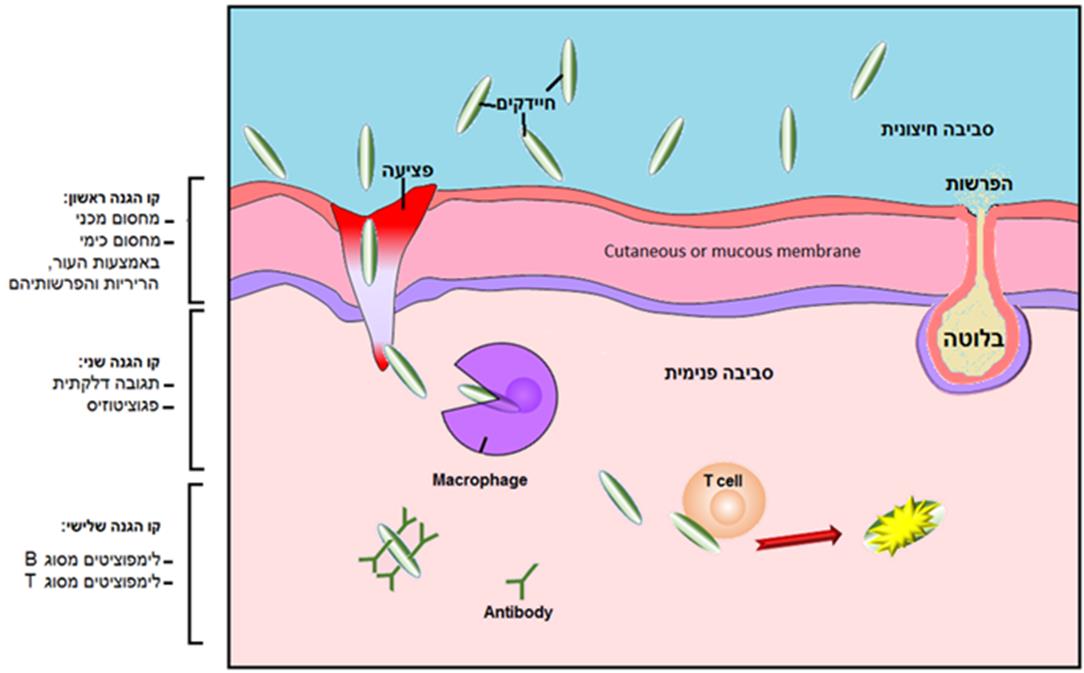 חיידקים
סביבה חיצונית
פציעה
הפרשות
קו הגנה ראשון:
מחסום מכני -
מחסום כימי -
באמצעות העור,
הריריות והפרשותיהם
Cutaneous or mucous membrane
בלוטה
קו הגנה שני:
תגובה דלקתית -
פגוציטוזיס -
סביבה פנימית
Macrophage
T cell
קו הגנה שלישי:
לימפוציטים מסוג B -
לימפוציטים מסוג T -
Antibody